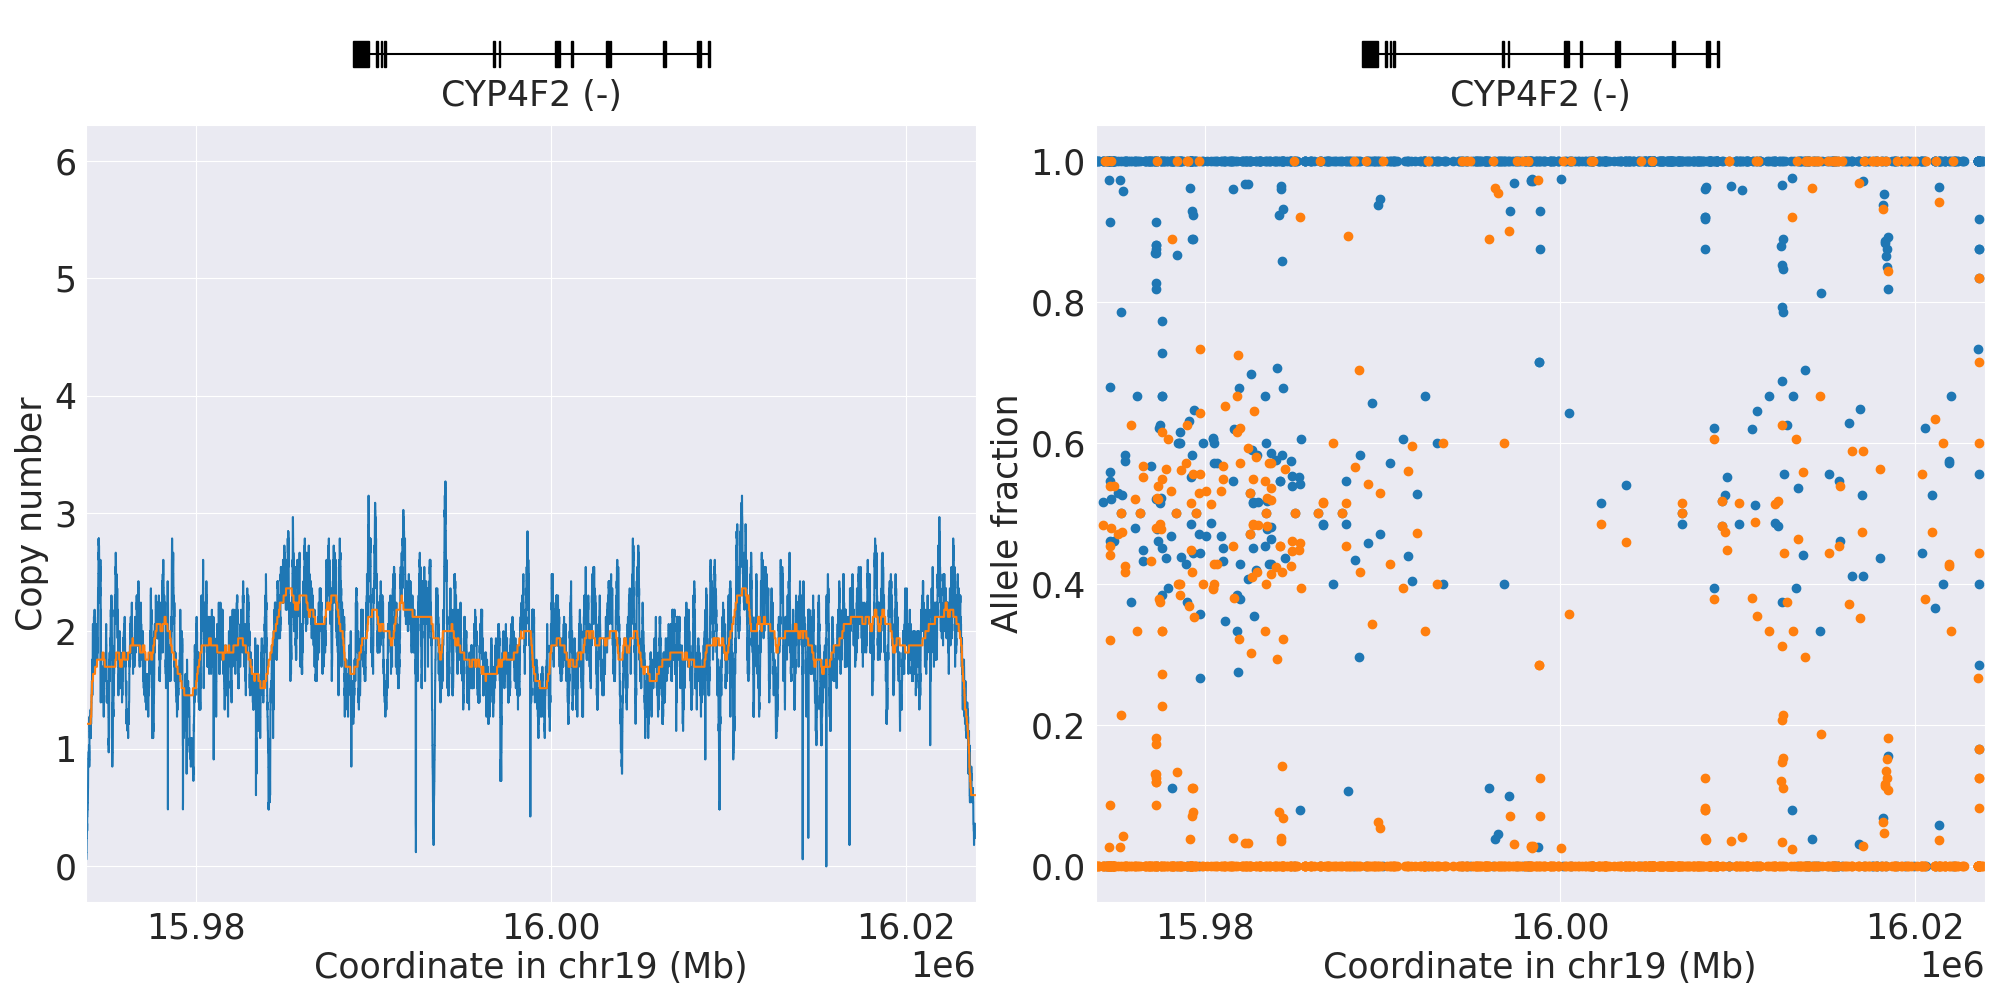 CYP4F2 (-)
6
5
4
3
2
1
0
Copy number
15.98
16.00
16.02
Coordinate in chr19 (Mb)
1e6
CYP4F2 (-)
1.0
0.8
0.6
0.4
0.2
0.0
Allele fraction
15.98
16.00
16.02
Coordinate in chr19 (Mb)
1e6